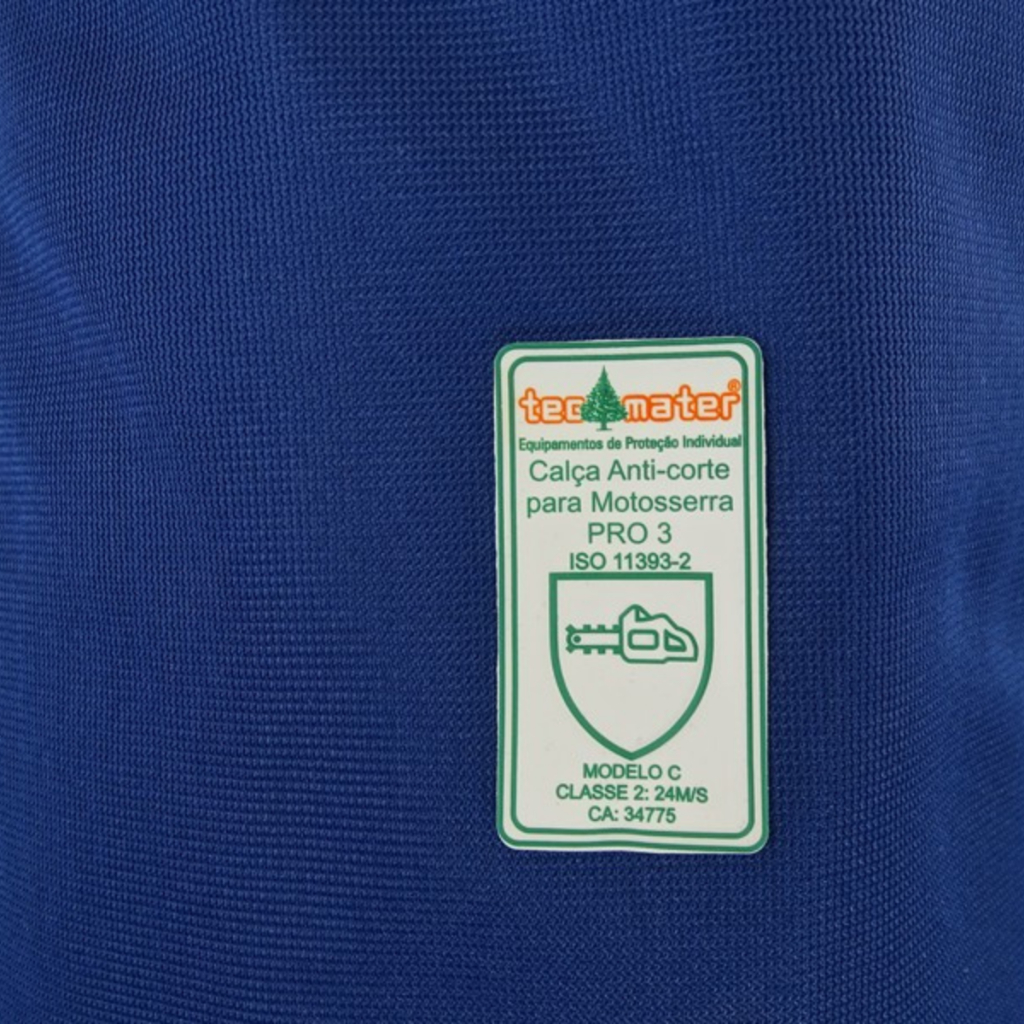 tecmater®
Equipamentos de Proteção Individual
Calça Anti-corte
para Motosserra
PRO 3
ISO 11393-2
MODELO C
CLASSE 2: 24M/S
CA: 34775